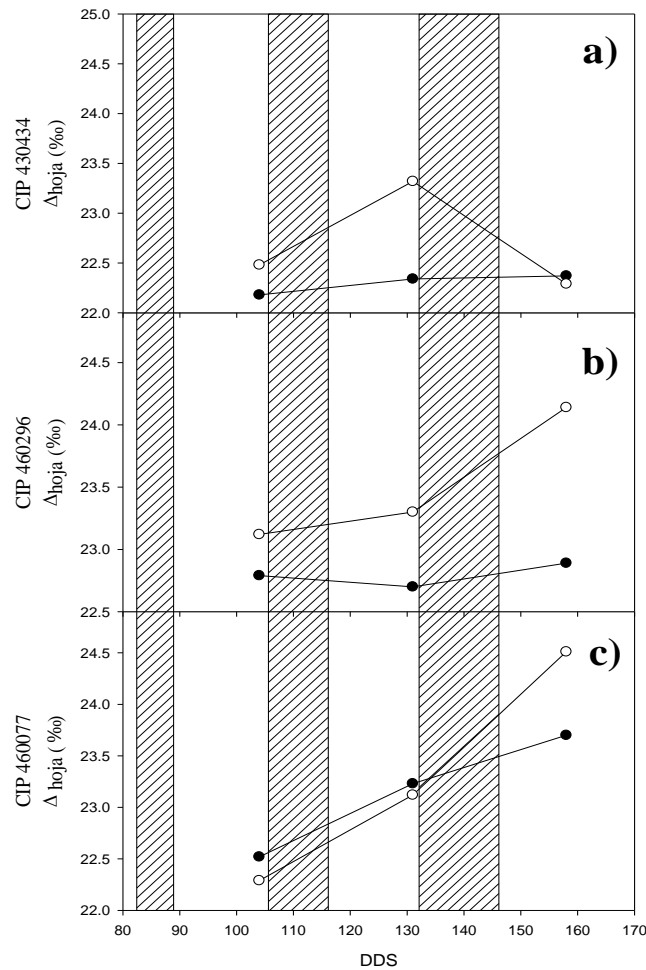 25.0
a)
24.5
24.0
CIP 430434
Δhoja (‰)
23.5
23.0
22.5
22.0
b)
24.5
24.0
CIP 460296
Δhoja (‰)
23.5
23.0
22.5
c)
24.5
24.0
CIP 460077
Δ hoja ( ‰)
23.5
23.0
22.5
22.0
80 90 100 110 120 130 140 150 160 170
DDS